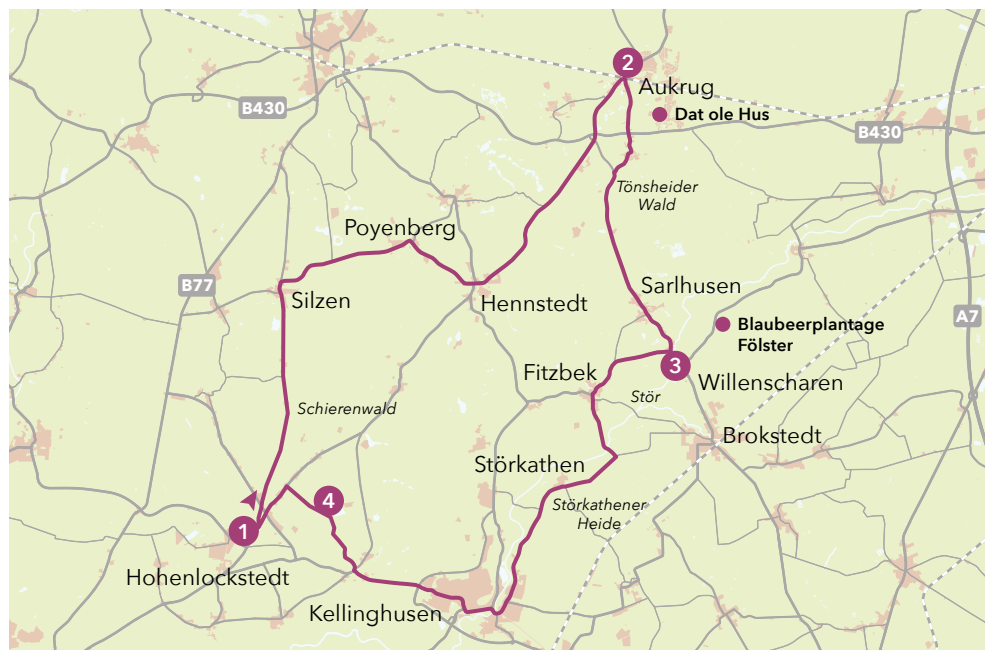 2
Aukrug
B430
Dat ole Hus
B430
Tönsheider
Wald
Poyenberg
B77
Silzen
Hennstedt
Sarlhusen
A7
Blaubeerplantage
Fölster
Fitzbek
3
Willenscharen
Stör
Schierenwald
Brokstedt
Störkathen
4
Störkathener
Heide
1
Hohenlockstedt
Kellinghusen